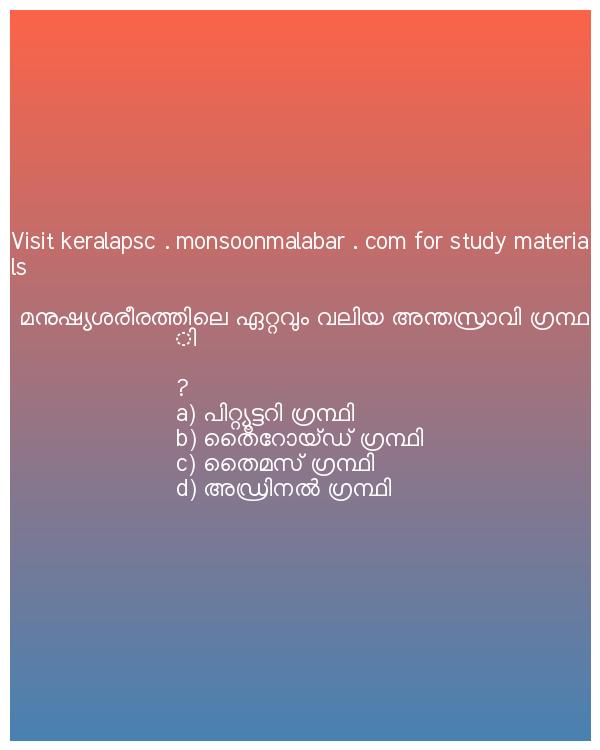 Visit keralapsc . monsoonmalabar . com for study materia
ls
മനുഷ്യശരീരത്തിലെ ഏറ്റവും വലിയ അന്തസ്രാവി ഗ്രന്ഥ
ി
?
a) പിറ്റ്യൂട്ടറി ഗ്രന്ഥി
b) തൈറോയ്ഡ് ഗ്രന്ഥി
c) തൈമസ് ഗ്രന്ഥി
d) അഡ്രിനൽ ഗ്രന്ഥി